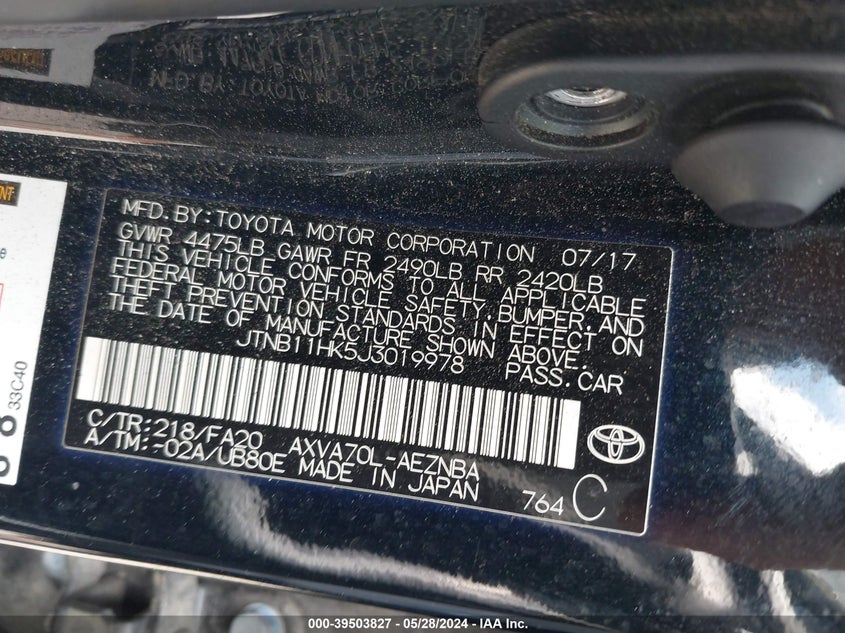 MFD.BY:TOYOTA MOTOR CORPORATION 07/17
GVWR 4475LB GAWR FR 2490LB RR 2420LB
THIS VEHICLE CONFORMS TO ALL APPLICABLE
FEDERAL MOTOR VEHICLE SAFETY,BUMPER,AND
THEFT PREVENTION STANDARDS IN EFFECT ON
THE DATE OF MANUFACTURE SHOWN ABOVE.
JTNB11HK5J3019978 PASS.CAR
C/TR:218/FA20 AXVA70L-AEZNBA
A/TM:-02A/UB80E MADE IN JAPAN
764 C
33C40
000-39503827 - 05/28/2024 - IAA